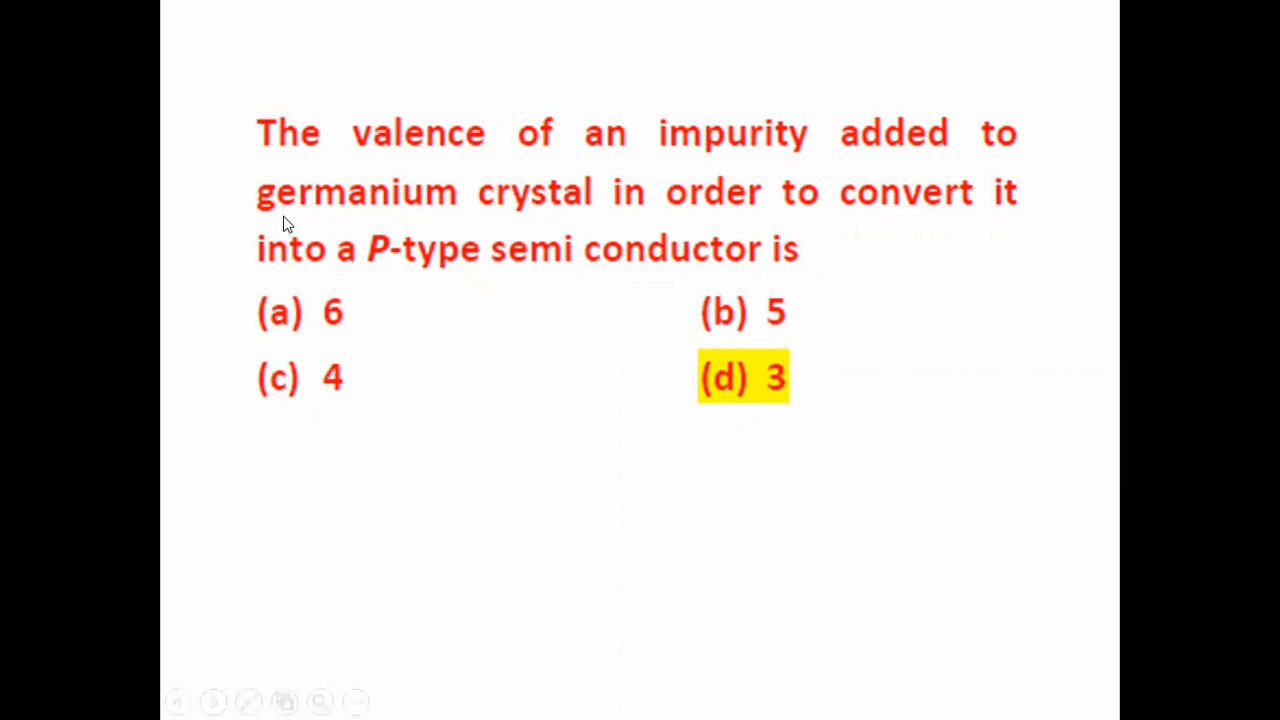 The valence of an impurity added to
germanium crystal in order to convert it
into a P-type semi conductor is
(a) 6 (b) 5
(c) 4 (d) 3